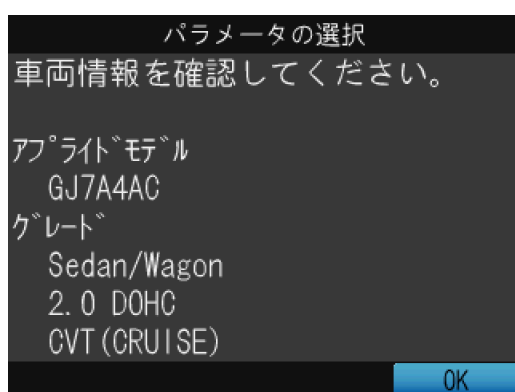 パラメータの選択
車両情報を確認してください。
ｱﾌﾟﾗｲﾄﾞﾓﾃﾞﾙ
GJ7A4AC
ｸﾞﾚｰﾄﾞ
Sedan/Wagon
2.0 DOHC
CVT(CRUISE)
OK